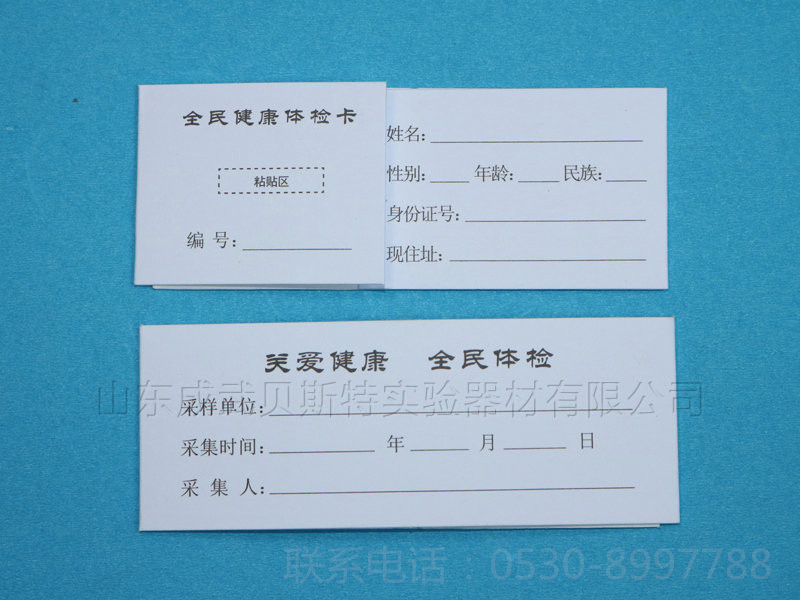 全民健康体检卡
粘贴区
编 号:
姓名:
性别: 年龄: 民族:
身份证号:
现住址:
关爱健康 全民体检
山东成武贝斯特实验器材有限公司
采样单位:
采集时间: 年 月 日
采 集 人:
联系电话：0530-8997788